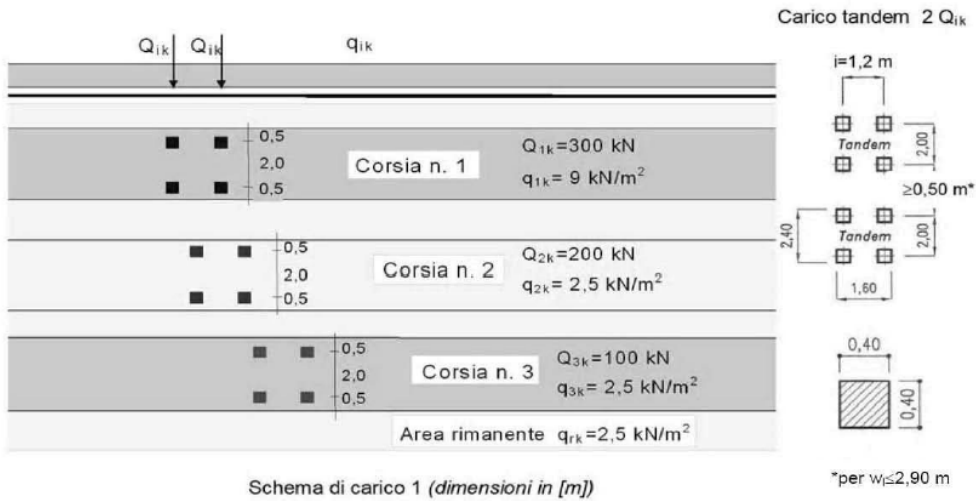 Carico tandem 2 Qik
Qik Qik qik
i=1,2 m
0,5
2,0
0,5
Corsia n. 1
Q1k=300 kN
q1k= 9 kN/m²
Tandem
2,00
≥0,50 m*
0,5
2,0
0,5
Corsia n. 2
Q2k=200 kN
q2k= 2,5 kN/m²
2,40
Tandem
2,00
1,60
0,5
2,0
0,5
Corsia n. 3
Q3k=100 kN
q3k= 2,5 kN/m²
0,40
0,40
Area rimanente qrk=2,5 kN/m²
Schema di carico 1 (dimensioni in [m])
*per wl≤2,90 m